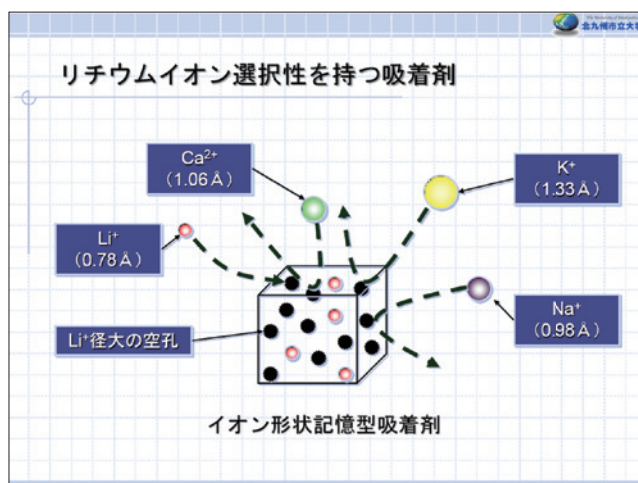 北九州市立大
リチウムイオン選択性を持つ吸着剤
Ca²⁺
(1.06Å)
K⁺
(1.33Å)
Li⁺
(0.78Å)
Na⁺
(0.98Å)
Li⁺径大の空孔
イオン形状記憶型吸着剤